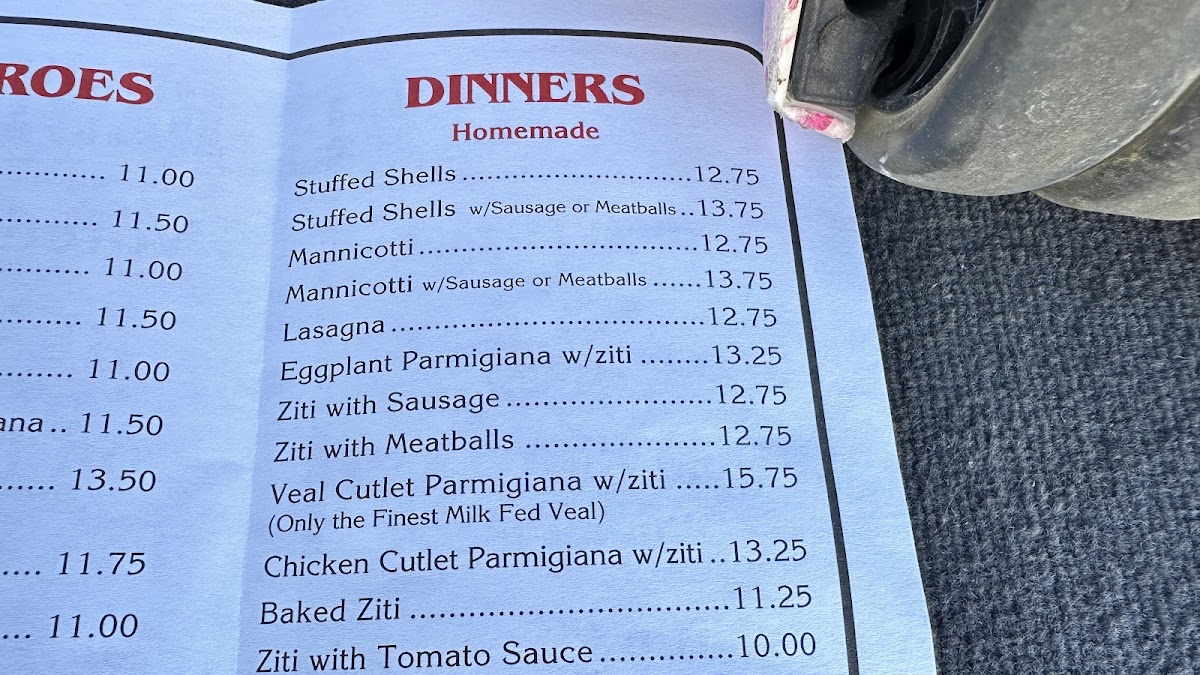 ROES
11.00
11.50
11.00
11.50
11.00
ana.. 11.50
13.50
11.75
11.00
DINNERS
Homemade
Stuffed Shells ............................12.75
Stuffed Shells w/Sausage or Meatballs..13.75
Mannicotti ..................................12.75
Mannicotti w/Sausage or Meatballs ......13.75
Lasagna ......................................12.75
Eggplant Parmigiana w/ziti ........13.25
Ziti with Sausage .........................12.75
Ziti with Meatballs .......................12.75
Veal Cutlet Parmigiana w/ziti .....15.75
(Only the Finest Milk Fed Veal)
Chicken Cutlet Parmigiana w/ziti..13.25
Baked Ziti ....................................11.25
Ziti with Tomato Sauce ..............10.00